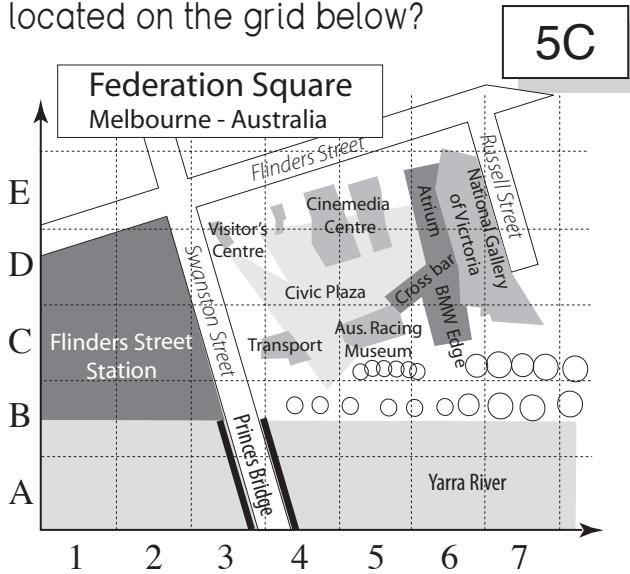 located on the grid below?
5C
Federation Square
Melbourne - Australia
Flinders Street
Russell Street
E
Cinemedia
Centre
Atrium
National Gallery
of Vicrtoria
Visitor's
Centre
D
Swanston Street
Civic Plaza
Cross bar
BMW Edge
C
Flinders Street
Station
Transport
Aus. Racing
Museum
B
Princes Bridge
A
Yarra River
1 2 3 4 5 6 7